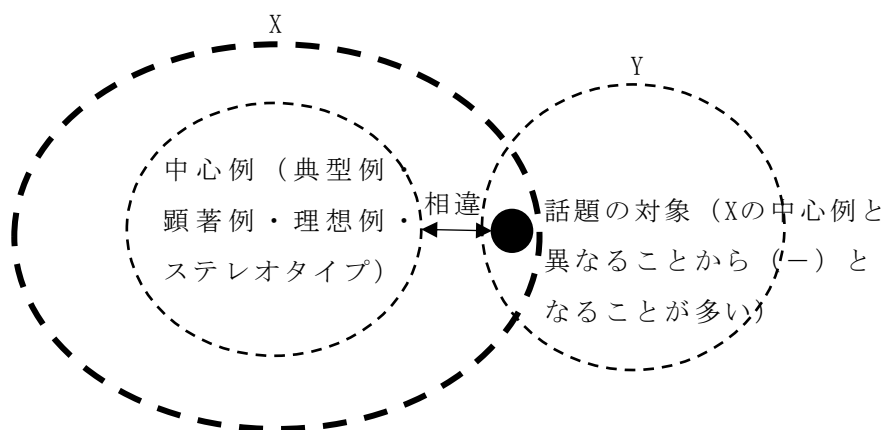 X
Y
中心例（典型例・
顕著例・理想例・
ステレオタイプ）
相違
話題の対象（Xの中心例と
異なることから（－）と
なることが多い）